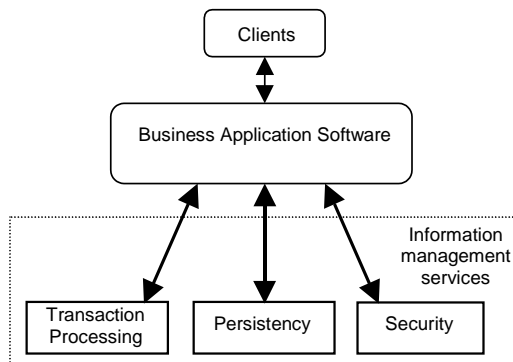 Clients
Business Application Software
Information
management
services
Transaction
Processing
Persistency
Security